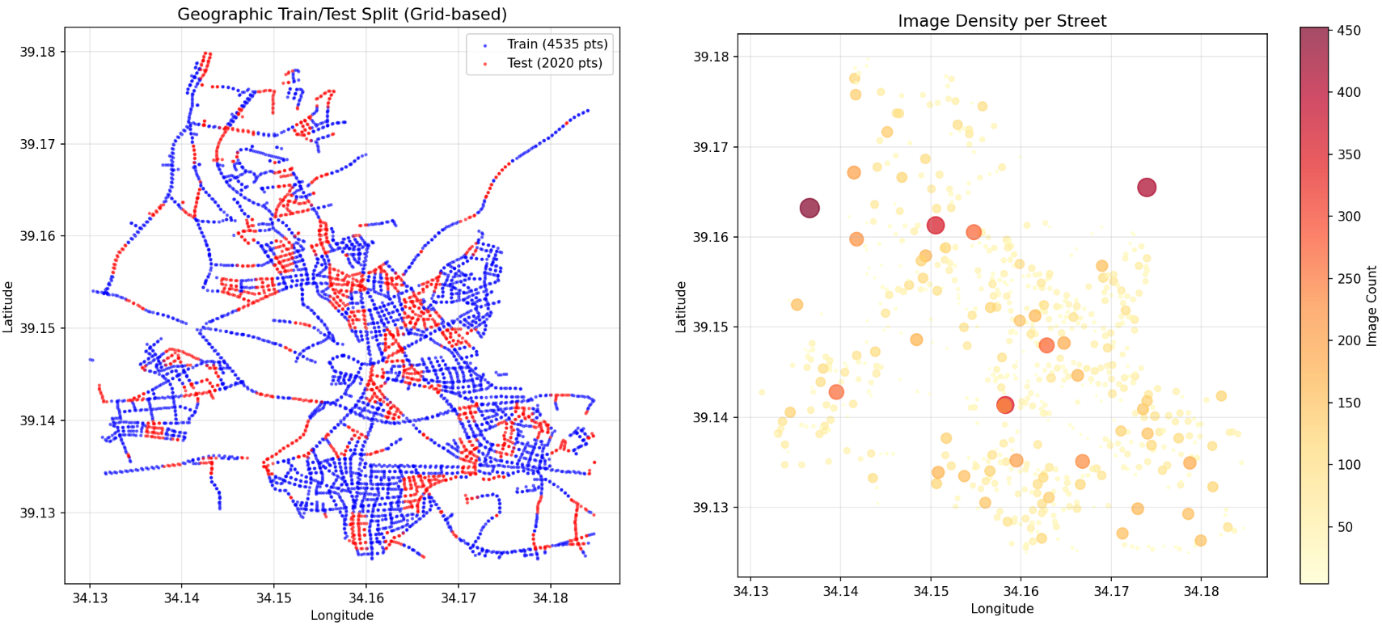 Geographic Train/Test Split (Grid-based)
Train (4535 pts)
Test (2020 pts)
39.18
39.17
39.16
39.15
39.14
39.13
Latitude
34.13 34.14 34.15 34.16 34.17 34.18
Longitude
Image Density per Street
39.18
39.17
39.16
39.15
39.14
39.13
Latitude
34.13 34.14 34.15 34.16 34.17 34.18
Longitude
450
400
350
300
250
200
150
100
50
Image Count